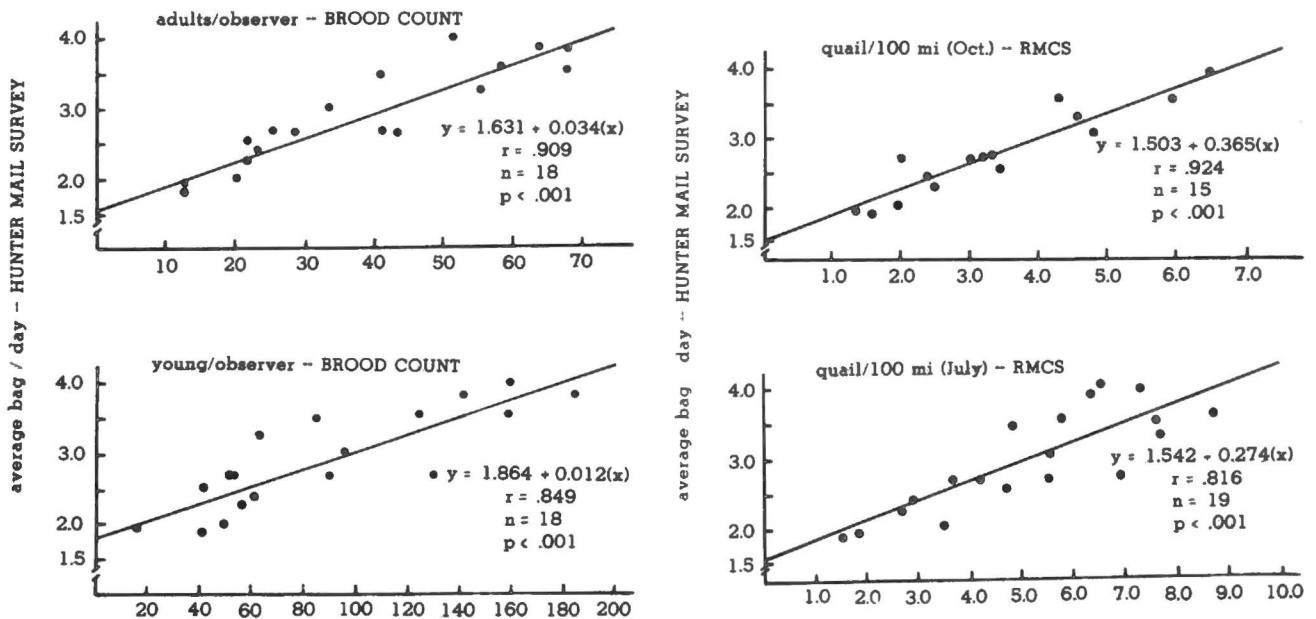 adults/observer -- BROOD COUNT
4.0
3.0
2.0
1.5
y = 1.631 + 0.034(x)
r = .909
n = 18
p < .001
10 20 30 40 50 60 70
young/observer -- BROOD COUNT
4.0
3.0
2.0
1.5
y = 1.864 + 0.012(x)
r = .849
n = 18
p < .001
20 40 60 80 100 120 140 160 180 200
average bag / day -- HUNTER MAIL SURVEY
quail/100 mi (Oct.) -- RMCS
4.0
3.0
2.0
1.5
y = 1.503 + 0.365(x)
r = .924
n = 15
p < .001
1.0 2.0 3.0 4.0 5.0 6.0 7.0
quail/100 mi (July) -- RMCS
4.0
3.0
2.0
1.5
y = 1.542 + 0.274(x)
r = .816
n = 19
p < .001
1.0 2.0 3.0 4.0 5.0 6.0 7.0 8.0 9.0 10.0
average bag day -- HUNTER MAIL SURVEY